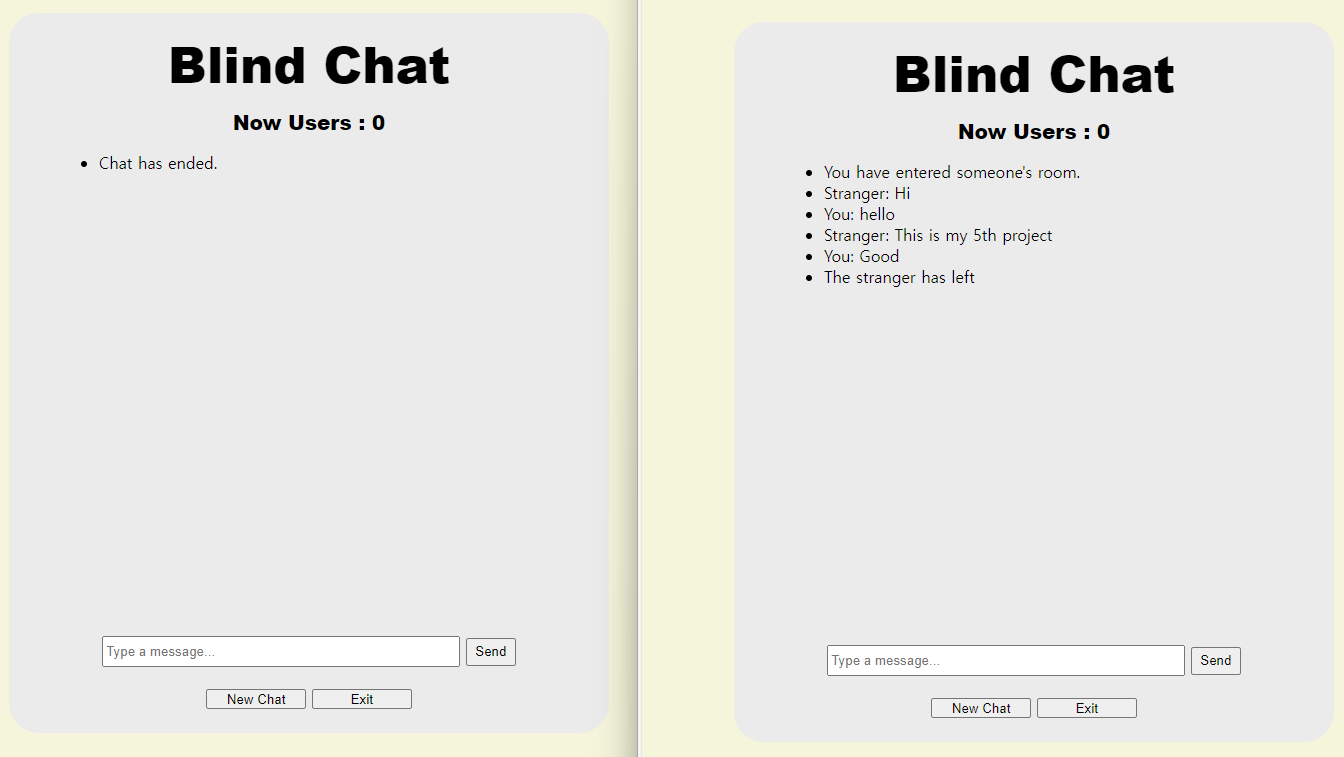 Blind Chat
Now Users : 0
Chat has ended.
Type a message...
Send
New Chat
Exit
Blind Chat
Now Users : 0
You have entered someone's room.
Stranger: Hi
You: hello
Stranger: This is my 5th project
You: Good
The stranger has left
Type a message...
Send
New Chat
Exit